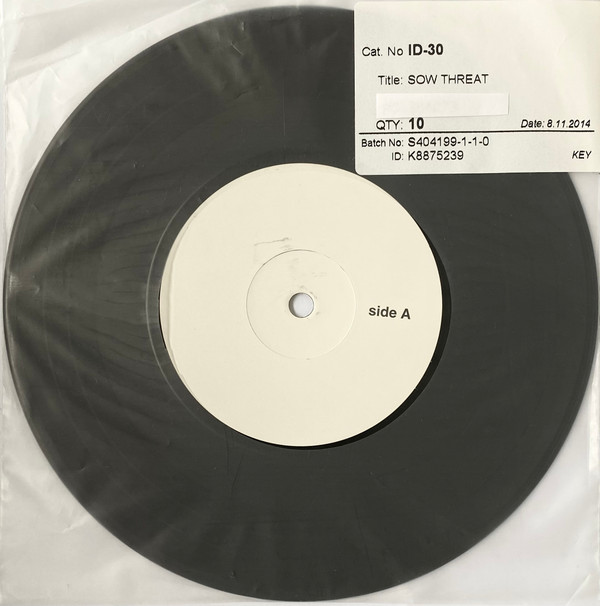 Cat. No ID-30
Title: SOW THREAT
QTY: 10 Date: 8.11.2014
Batch No: S404199-1-1-0
ID: K8875239 KEY
side A